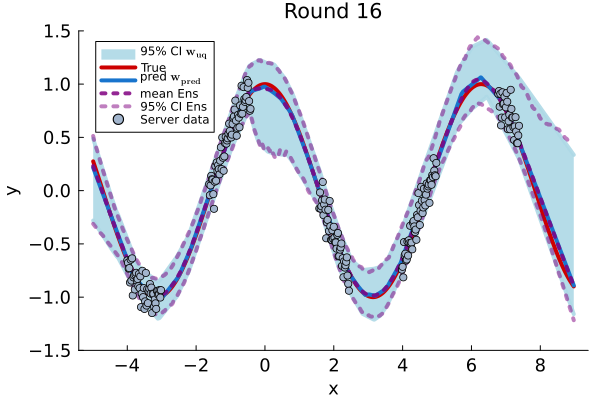 Round 16
1.5
1.0
0.5
0.0
−0.5
−1.0
−1.5
y
95% CI w_uq
True
pred w_pred
mean Ens
95% CI Ens
Server data
−4 −2 0 2 4 6 8
x